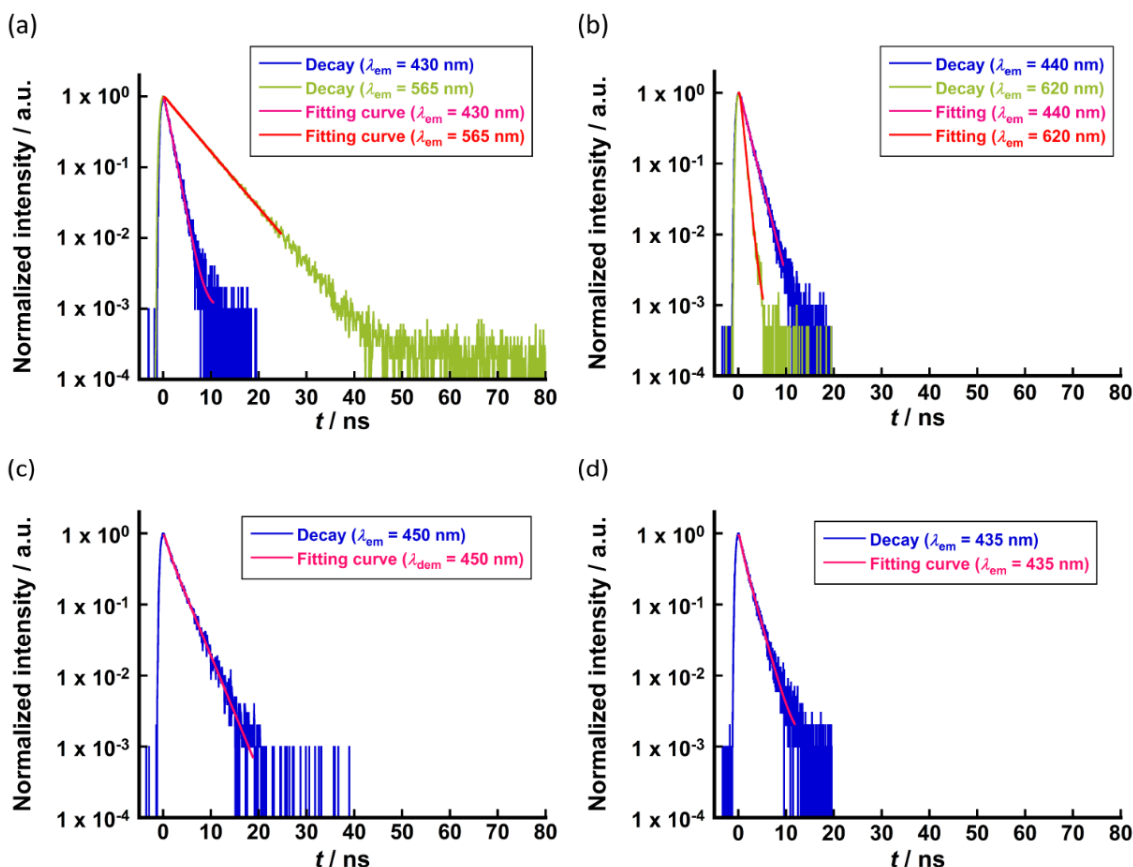 (a)
Decay (λem = 430 nm)
Decay (λem = 565 nm)
Fitting curve (λem = 430 nm)
Fitting curve (λem = 565 nm)
Normalized intensity / a.u.
1 x 10⁰
1 x 10⁻¹
1 x 10⁻²
1 x 10⁻³
1 x 10⁻⁴
0 10 20 30 40 50 60 70 80
t / ns
(b)
Decay (λem = 440 nm)
Decay (λem = 620 nm)
Fitting (λem = 440 nm)
Fitting (λem = 620 nm)
Normalized intensity / a.u.
1 x 10⁰
1 x 10⁻¹
1 x 10⁻²
1 x 10⁻³
1 x 10⁻⁴
0 10 20 30 40 50 60 70 80
t / ns
(c)
Decay (λem = 450 nm)
Fitting curve (λdem = 450 nm)
Normalized intensity / a.u.
1 x 10⁰
1 x 10⁻¹
1 x 10⁻²
1 x 10⁻³
1 x 10⁻⁴
0 10 20 30 40 50 60 70 80
t / ns
(d)
Decay (λem = 435 nm)
Fitting curve (λem = 435 nm)
Normalized intensity / a.u.
1 x 10⁰
1 x 10⁻¹
1 x 10⁻²
1 x 10⁻³
1 x 10⁻⁴
0 10 20 30 40 50 60 70 80
t / ns